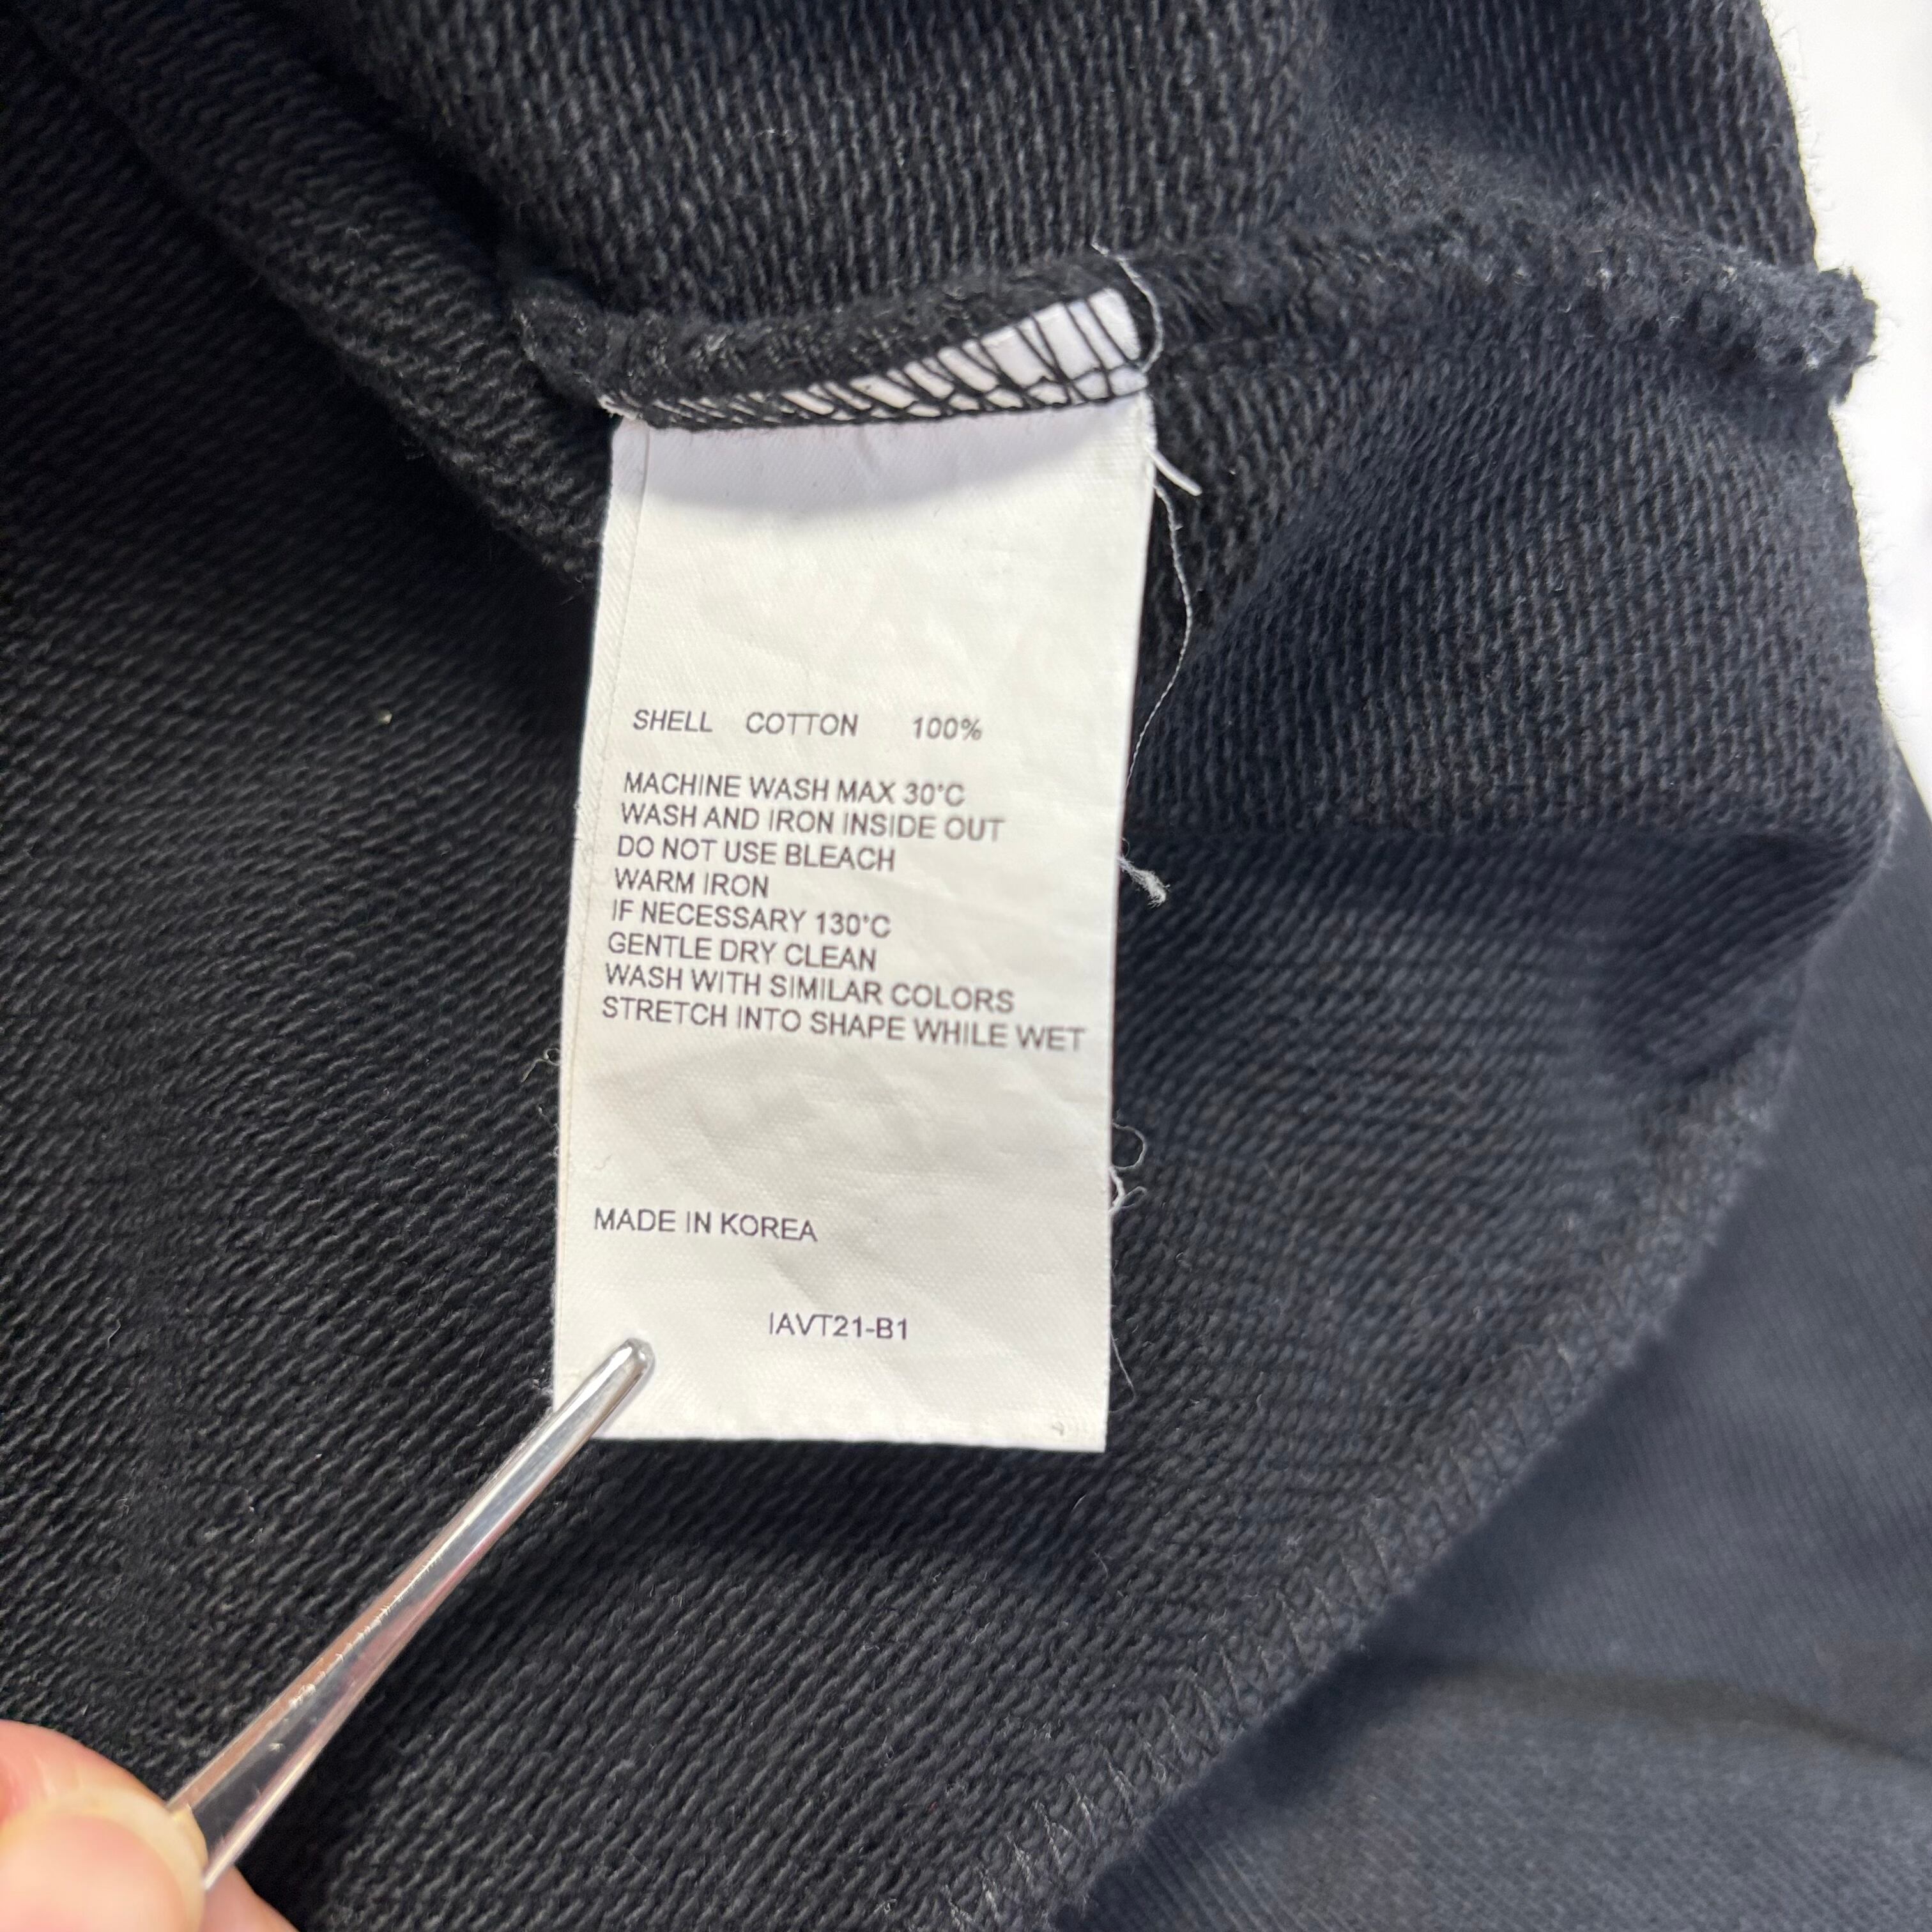 SHELL COTTON 100%
MACHINE WASH MAX 30°C
WASH AND IRON INSIDE OUT
DO NOT USE BLEACH
WARM IRON
IF NECESSARY 130°C
GENTLE DRY CLEAN
WASH WITH SIMILAR COLORS
STRETCH INTO SHAPE WHILE WET
MADE IN KOREA
IAVT21-B1